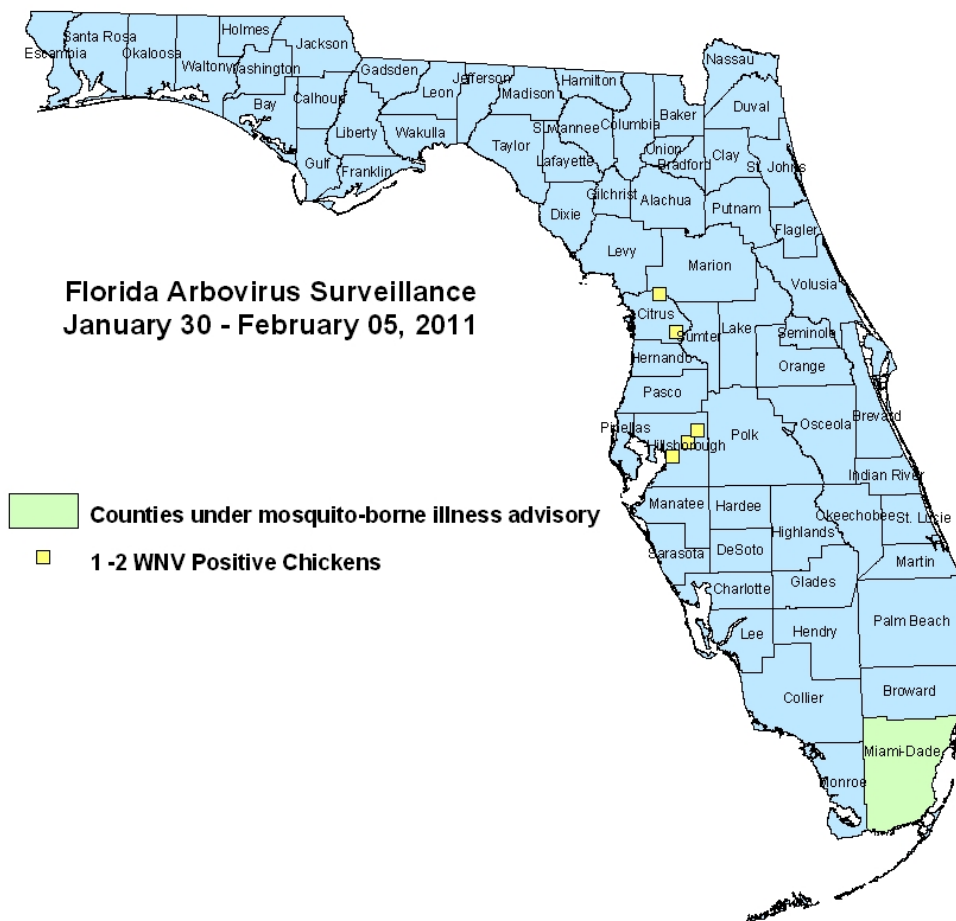 Holmes
Santa Rosa
Jackson
Escambia
Okaloosa
Walton
Washington
Gadsden
Jefferson
Hamilton
Nassau
Leon
Madison
Calhoun
Bay
Duval
Baker
Suwannee
Columbia
Liberty
Wakulla
Taylor
Union
Clay
Lafayette
Bradford
St. Johns
Gulf
Franklin
Gilchrist
Alachua
Putnam
Dixie
Flagler
Levy
Marion
Volusia
Florida Arbovirus Surveillance
January 30 - February 05, 2011
Citrus
Sumter
Lake
Seminole
Hernando
Orange
Pasco
Brevard
Osceola
Pinellas
Polk
Hillsborough
Indian River
Manatee
Hardee
Okeechobee
St. Lucie
Highlands
Counties under mosquito-borne illness advisory
Sarasota
DeSoto
1 -2 WNV Positive Chickens
Martin
Glades
Charlotte
Palm Beach
Lee
Hendry
Broward
Collier
Miami-Dade
Monroe